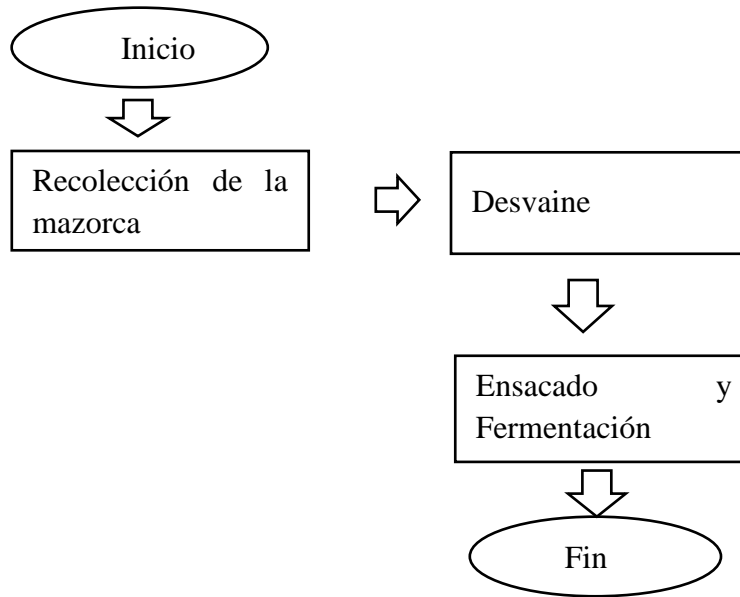 Inicio
Recolección de la
mazorca
Desvaine
Ensacado y
Fermentación
Fin